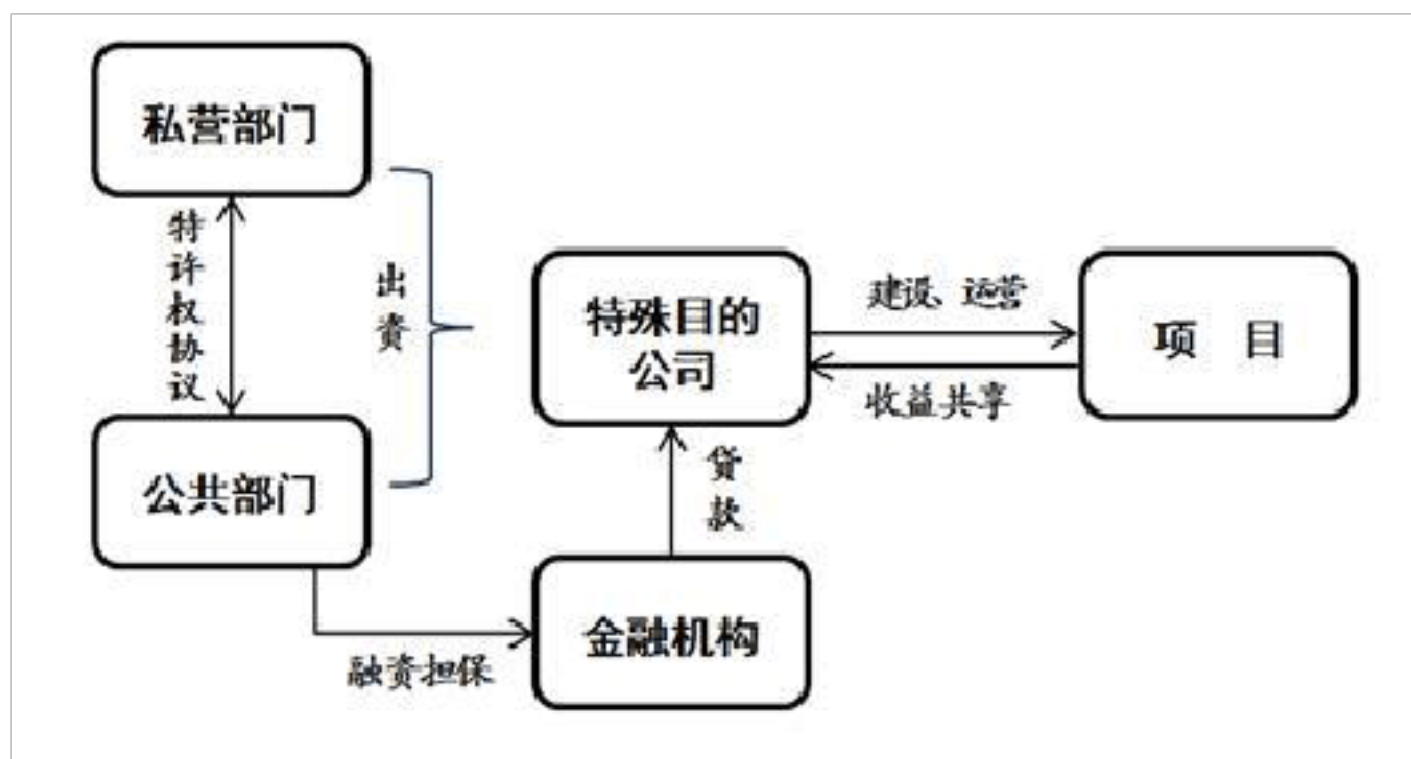 私营部门
特许权协议
出資
公共部门
特殊目的
公司
建设、运营
收益共享
项 目
贷款
金融机构
融资担保